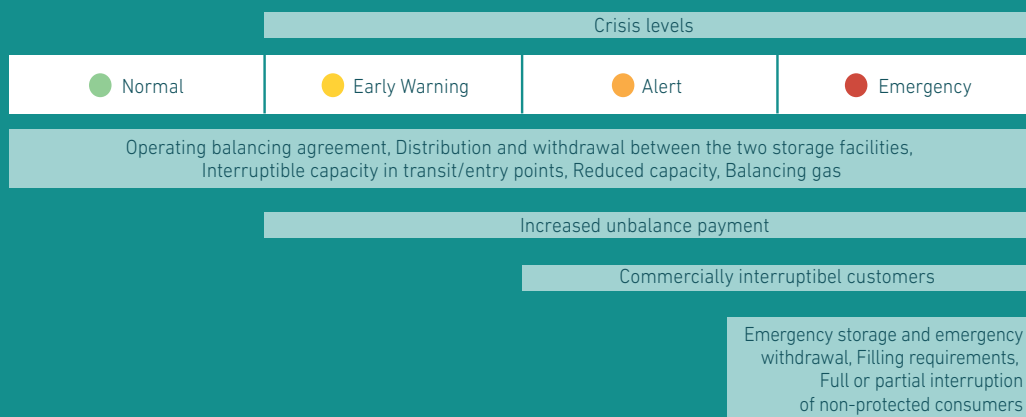 Crisis levels
Normal
Early Warning
Alert
Emergency
Operating balancing agreement, Distribution and withdrawal between the two storage facilities,
Interruptible capacity in transit/entry points, Reduced capacity, Balancing gas
Increased unbalance payment
Commercially interruptibel customers
Emergency storage and emergency
withdrawal, Filling requirements,
Full or partial interruption
of non-protected consumers